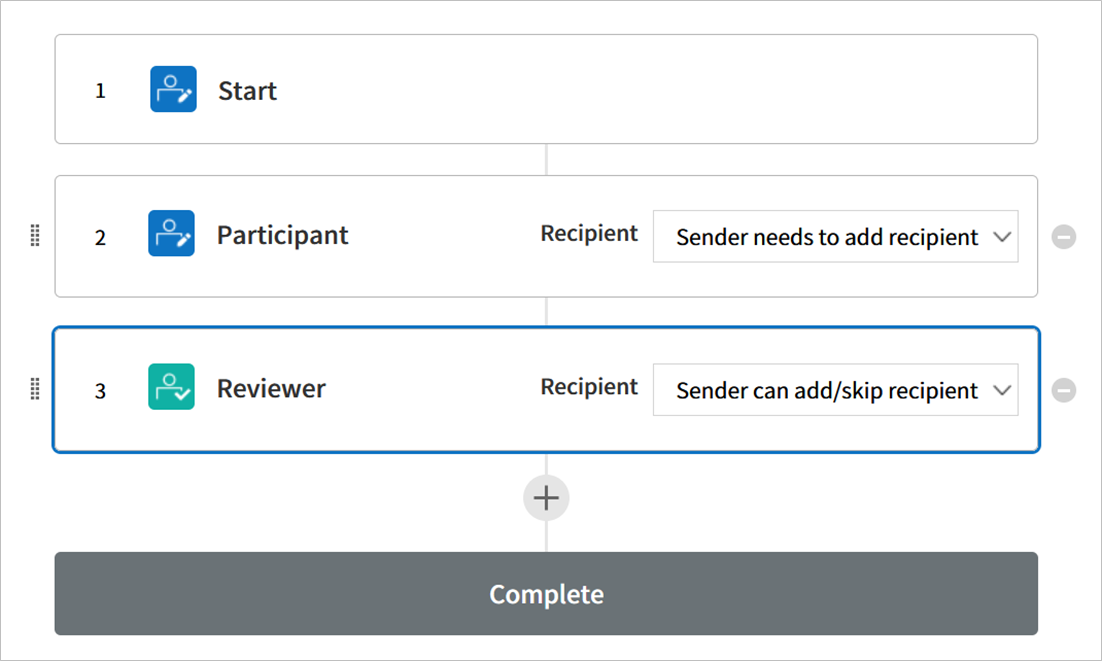 1 Start
2 Participant Recipient Sender needs to add recipient
3 Reviewer Recipient Sender can add/skip recipient
Complete